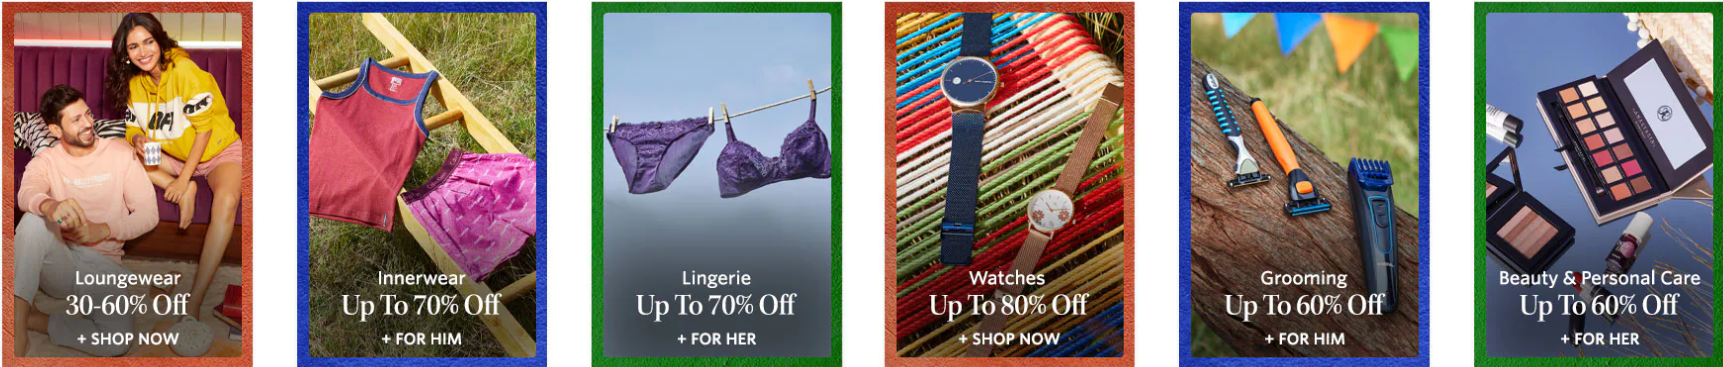 Loungewear
30-60% Off
+ SHOP NOW
Innerwear
Up To 70% Off
+ FOR HIM
Lingerie
Up To 70% Off
+ FOR HER
Watches
Up To 80% Off
+ SHOP NOW
Grooming
Up To 60% Off
+ FOR HIM
Beauty & Personal Care
Up To 60% Off
+ FOR HER